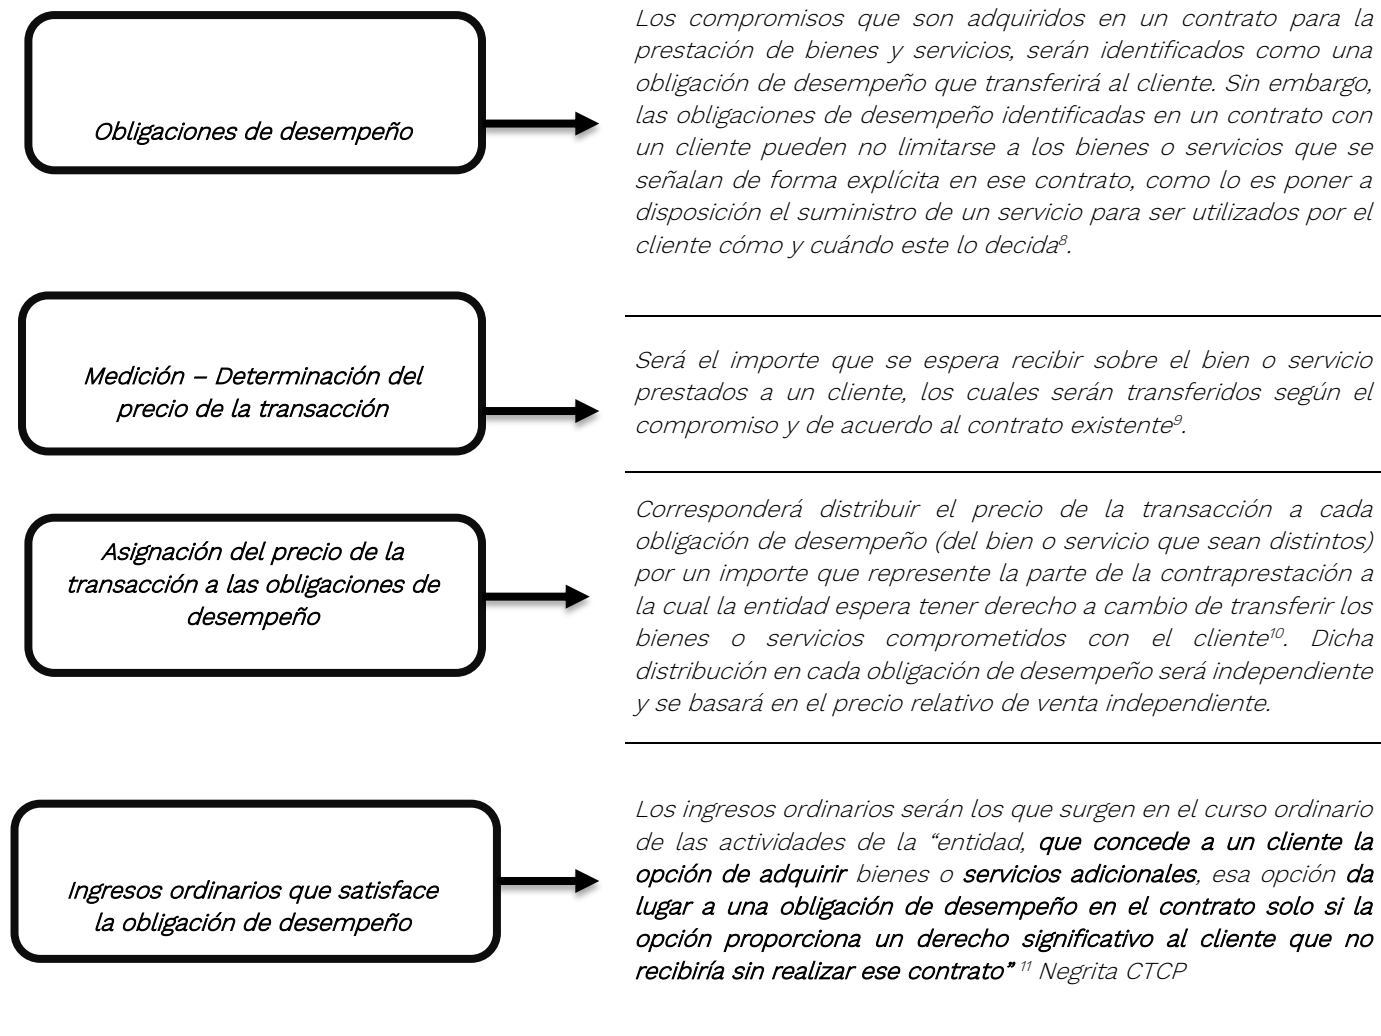 Obligaciones de desempeño
Los compromisos que son adquiridos en un contrato para la
prestación de bienes y servicios, serán identificados como una
obligación de desempeño que transferirá al cliente. Sin embargo,
las obligaciones de desempeño identificadas en un contrato con
un cliente pueden no limitarse a los bienes o servicios que se
señalan de forma explícita en ese contrato, como lo es poner a
disposición el suministro de un servicio para ser utilizados por el
cliente cómo y cuándo este lo decida⁸.
Medición – Determinación del
precio de la transacción
Será el importe que se espera recibir sobre el bien o servicio
prestados a un cliente, los cuales serán transferidos según el
compromiso y de acuerdo al contrato existente⁹.
Asignación del precio de la
transacción a las obligaciones de
desempeño
Corresponderá distribuir el precio de la transacción a cada
obligación de desempeño (del bien o servicio que sean distintos)
por un importe que represente la parte de la contraprestación a
la cual la entidad espera tener derecho a cambio de transferir los
bienes o servicios comprometidos con el cliente¹⁰. Dicha
distribución en cada obligación de desempeño será independiente
y se basará en el precio relativo de venta independiente.
Ingresos ordinarios que satisface
la obligación de desempeño
Los ingresos ordinarios serán los que surgen en el curso ordinario
de las actividades de la “entidad, que concede a un cliente la
opción de adquirir bienes o servicios adicionales, esa opción da
lugar a una obligación de desempeño en el contrato solo si la
opción proporciona un derecho significativo al cliente que no
recibiría sin realizar ese contrato” ¹¹ Negrita CTCP